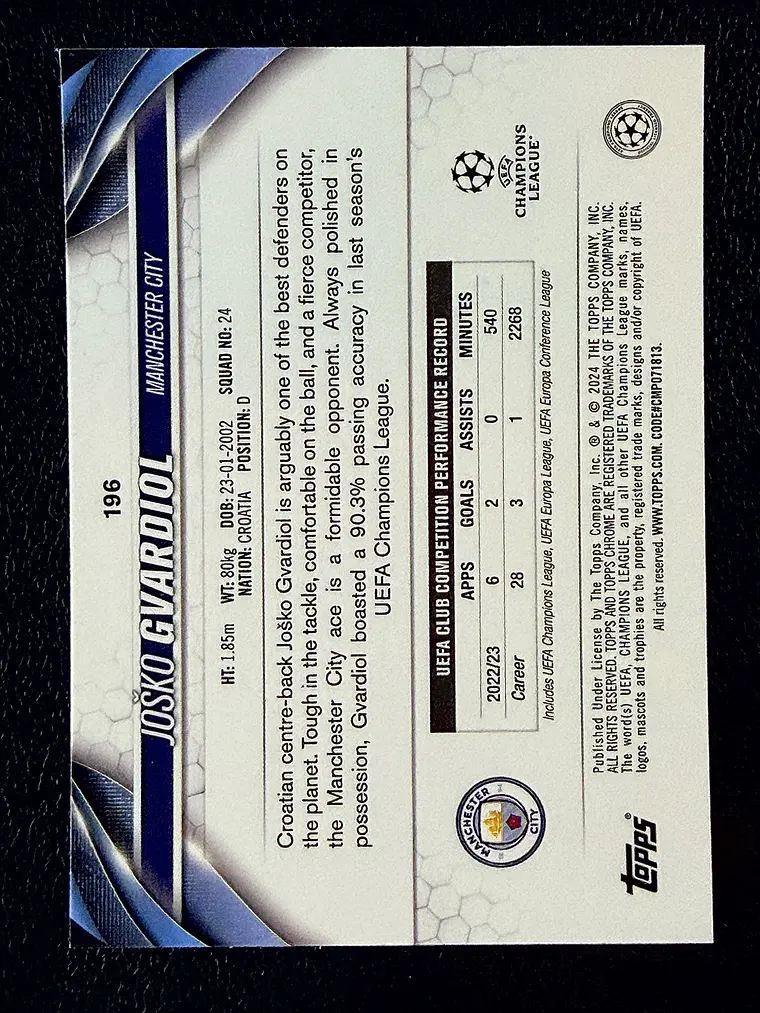 196
JOŠKO GVARDIOL MANCHESTER CITY
HT: 1.85m WT: 80kg DOB: 23-01-2002 SQUAD NO: 24
NATION: CROATIA POSITION: D
Croatian centre-back Joško Gvardiol is arguably one of the best defenders on
the planet. Tough in the tackle, comfortable on the ball, and a fierce competitor,
the Manchester City ace is a formidable opponent. Always polished in
possession, Gvardiol boasted a 90.3% passing accuracy in last season's
UEFA Champions League.
MANCHESTER
CITY
UEFA CLUB COMPETITION PERFORMANCE RECORD
APPS GOALS ASSISTS MINUTES
2022/23 6 2 0 540
Career 28 3 1 2268
Includes UEFA Champions League, UEFA Europa League, UEFA Europa Conference League
UEFA
CHAMPIONS
LEAGUE®
topps®
Published Under License by The Topps Company, Inc. ® & © 2024 THE TOPPS COMPANY, INC.
ALL RIGHTS RESERVED. TOPPS AND TOPPS CHROME ARE REGISTERED TRADEMARKS OF THE TOPPS COMPANY, INC.
The word(s) UEFA, CHAMPIONS LEAGUE, and all other UEFA Champions League marks, names,
logos, mascots and trophies are the property, registered trade marks, designs and/or copyright of UEFA.
All rights reserved. WWW.TOPPS.COM. CODE#CMP071813.